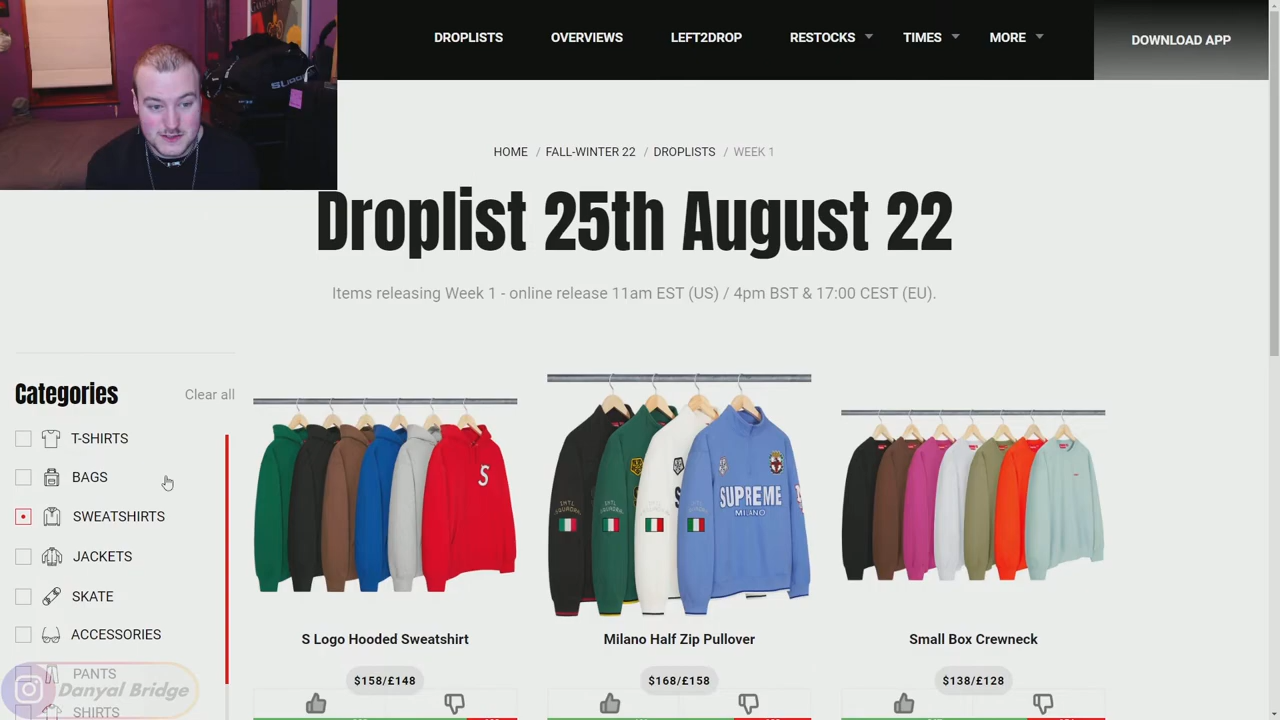 DROPLISTS OVERVIEWS LEFT2DROP RESTOCKS TIMES MORE DOWNLOAD APP
HOME / FALL-WINTER 22 / DROPLISTS / WEEK 1
Droplist 25th August 22
Items releasing Week 1 - online release 11am EST (US) / 4pm BST & 17:00 CEST (EU).
Categories Clear all
T-SHIRTS
BAGS
SWEATSHIRTS
JACKETS
SKATE
ACCESSORIES
PANTS
SHIRTS
Danyal Bridge
S
SUPREME
MILANO
S Logo Hooded Sweatshirt
$158/£148
Milano Half Zip Pullover
$168/£158
Small Box Crewneck
$138/£128